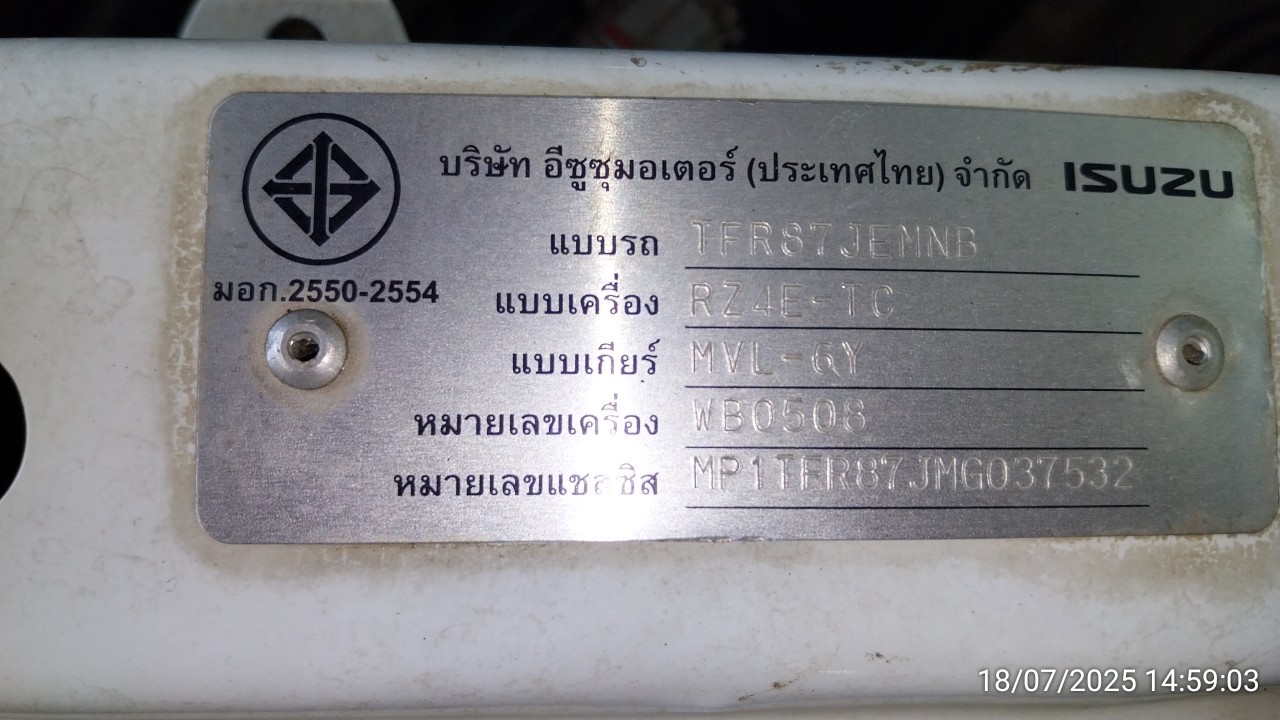 บริษัท อีซูซุมอเตอร์ (ประเทศไทย) จำกัด ISUZU
แบบรถ TFR87JEMNB
มอก.2550-2554
แบบเครื่อง RZ4E-TC
แบบเกียร์ MVL-6Y
หมายเลขเครื่อง WB0508
หมายเลขแชสซิส MP1TFR87JMG037532
18/07/2025 14:59:03